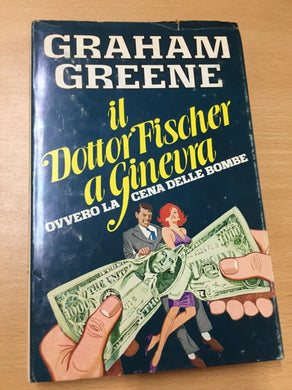 GRAHAM
GREENE
il
Dottor Fischer
a Ginevra
OVVERO LA CENA DELLE BOMBE